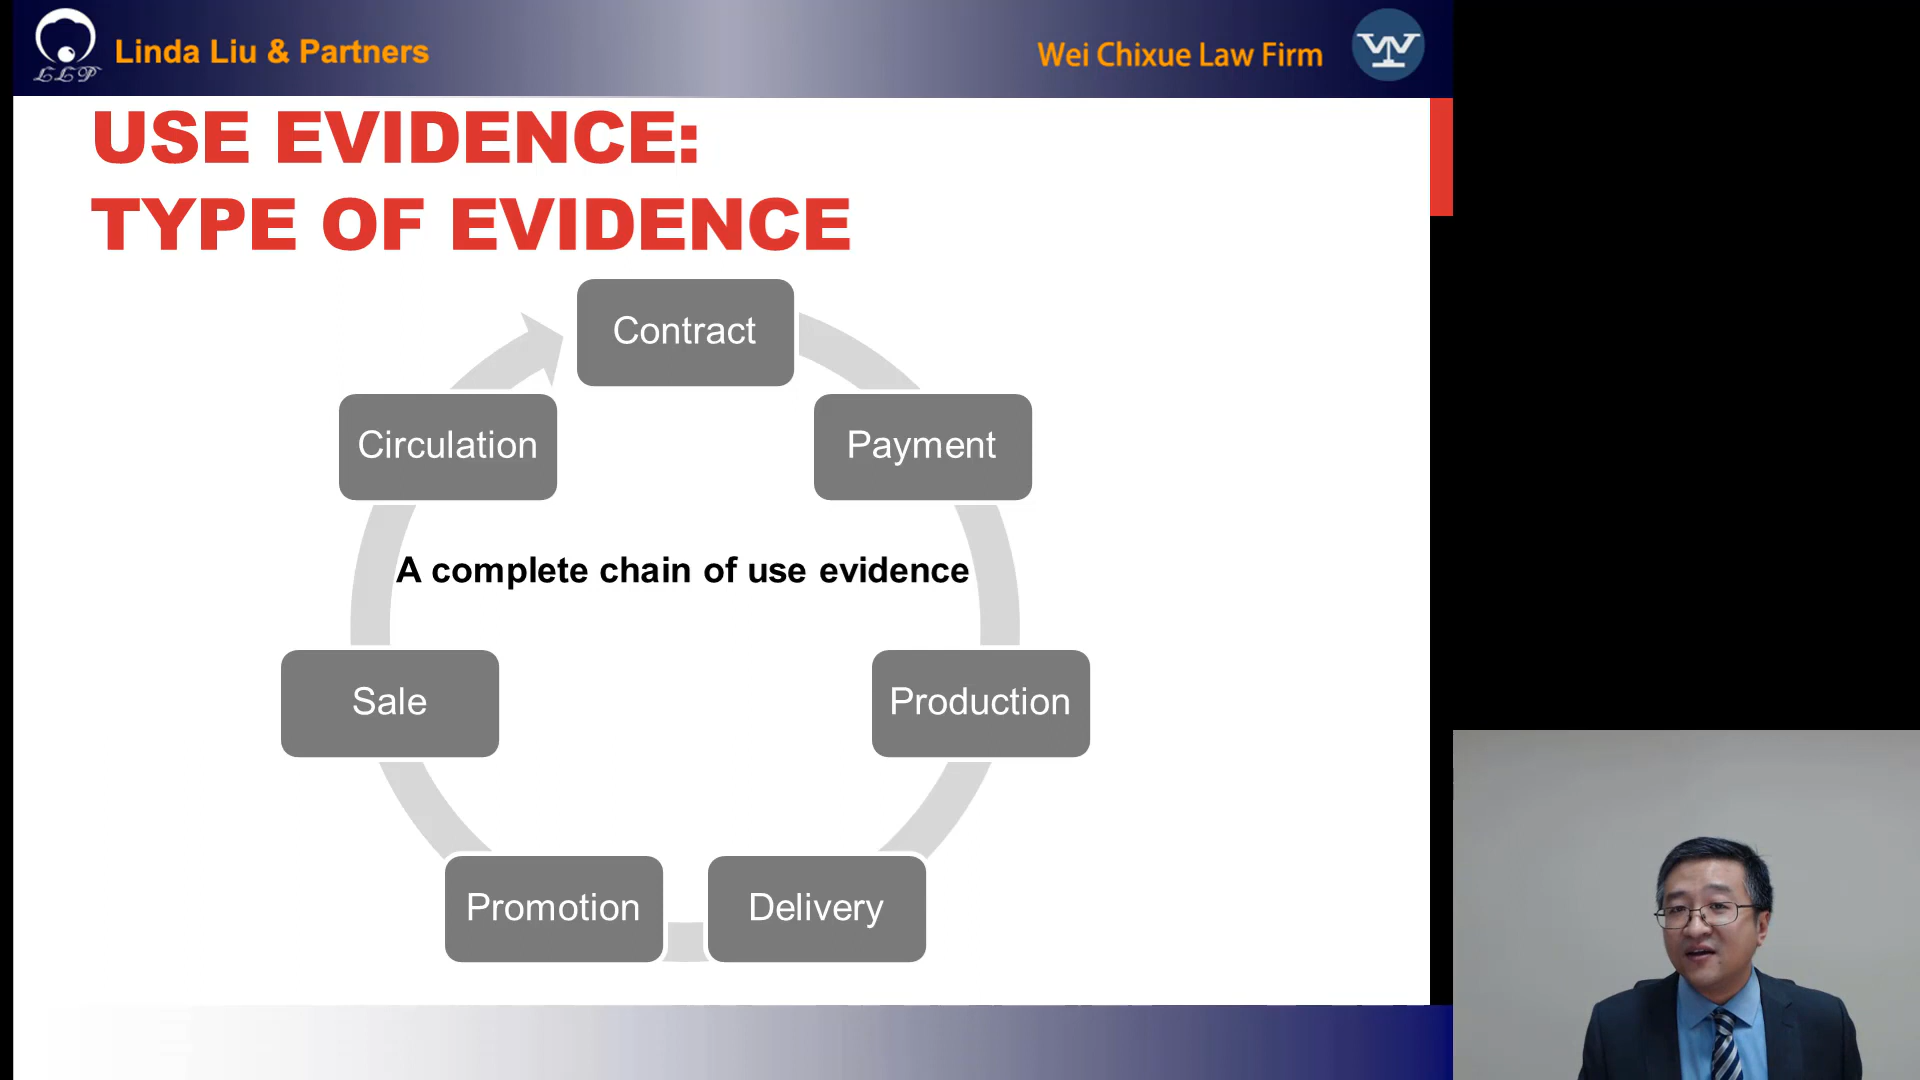 LLP
Linda Liu & Partners
Wei Chixue Law Firm
USE EVIDENCE:
TYPE OF EVIDENCE
Contract
Circulation
Payment
A complete chain of use evidence
Sale
Production
Promotion
Delivery